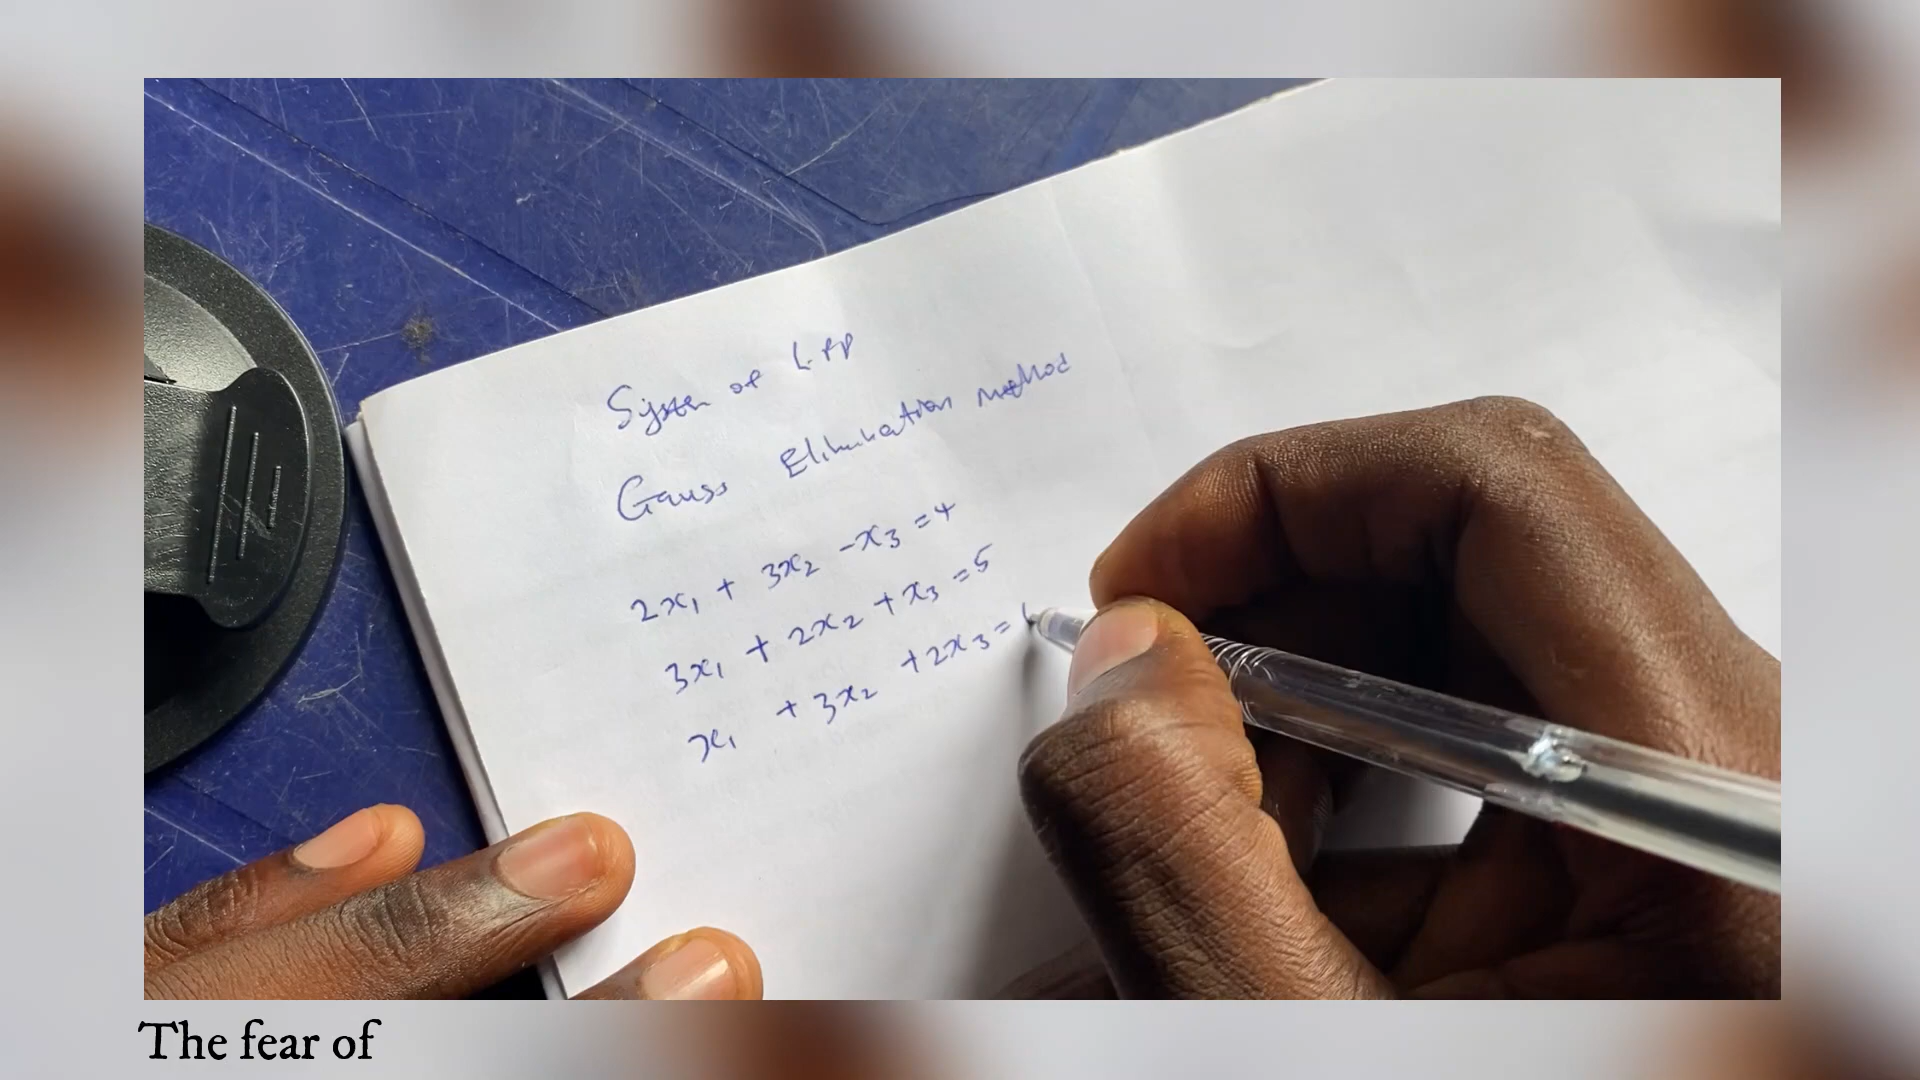 System of LPP
Gauss Elimination method
2x₁ + 3x₂ -x₃ = 4
3x₁ + 2x₂ + x₃ = 5
x₁ + 3x₂ + 2x₃ =
The fear of